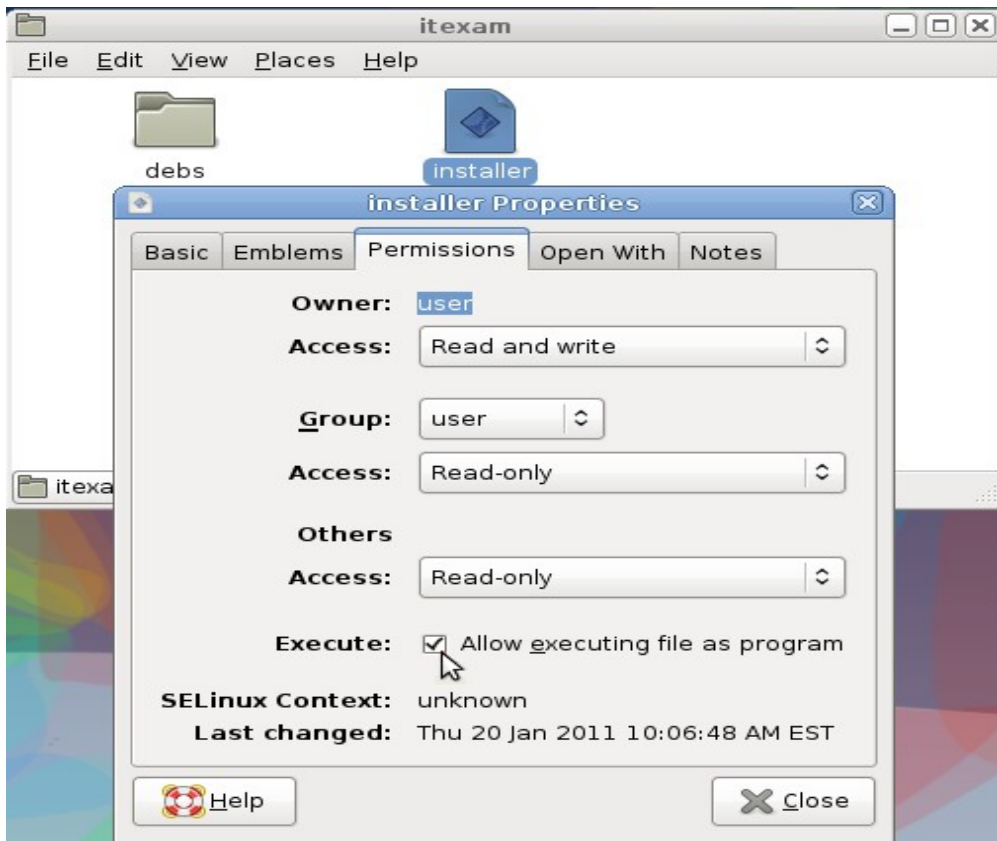 itexam
File Edit View Places Help
debs
installer
installer Properties
Basic Emblems Permissions Open With Notes
Owner: user
Access: Read and write
Group: user
Access: Read-only
Others
Access: Read-only
Execute: Allow executing file as program
SELinux Context: unknown
Last changed: Thu 20 Jan 2011 10:06:48 AM EST
Help Close
itexa